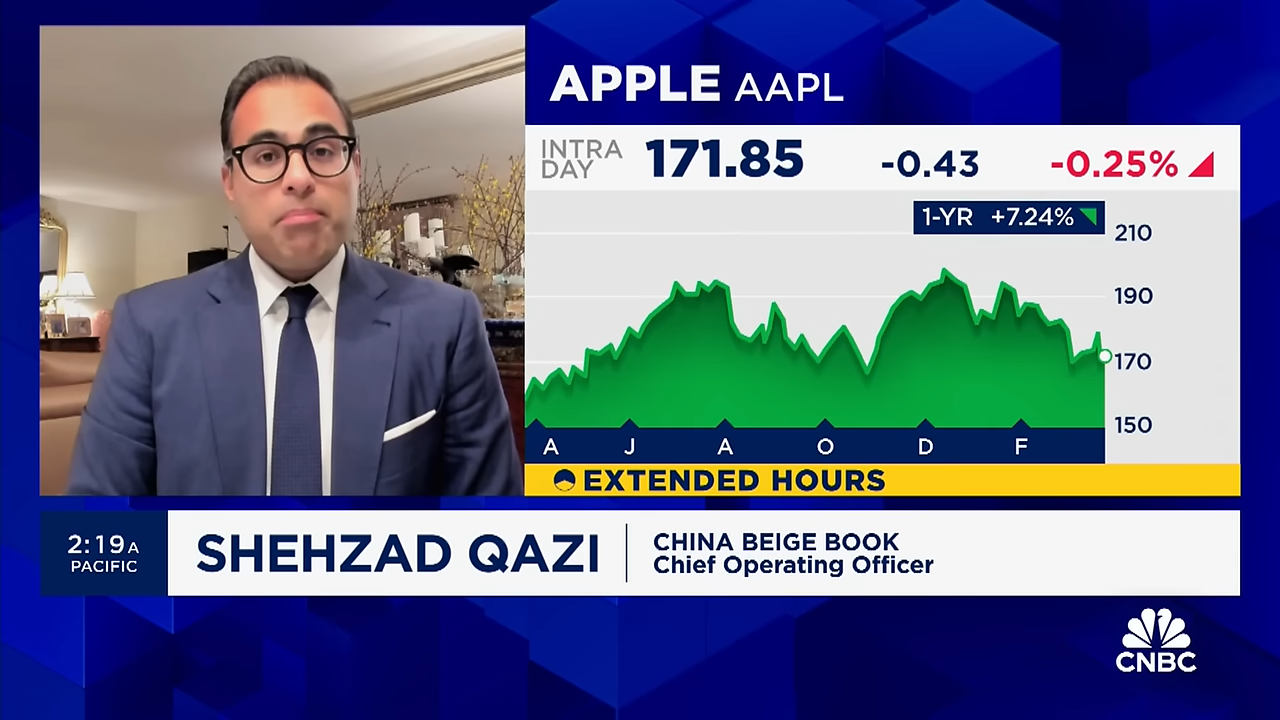 APPLE AAPL
INTRA
DAY
171.85
-0.43
-0.25%
1-YR +7.24%
210
190
170
150
A J A O D F
EXTENDED HOURS
2:19A
PACIFIC
SHEHZAD QAZI
CHINA BEIGE BOOK
Chief Operating Officer
CNBC